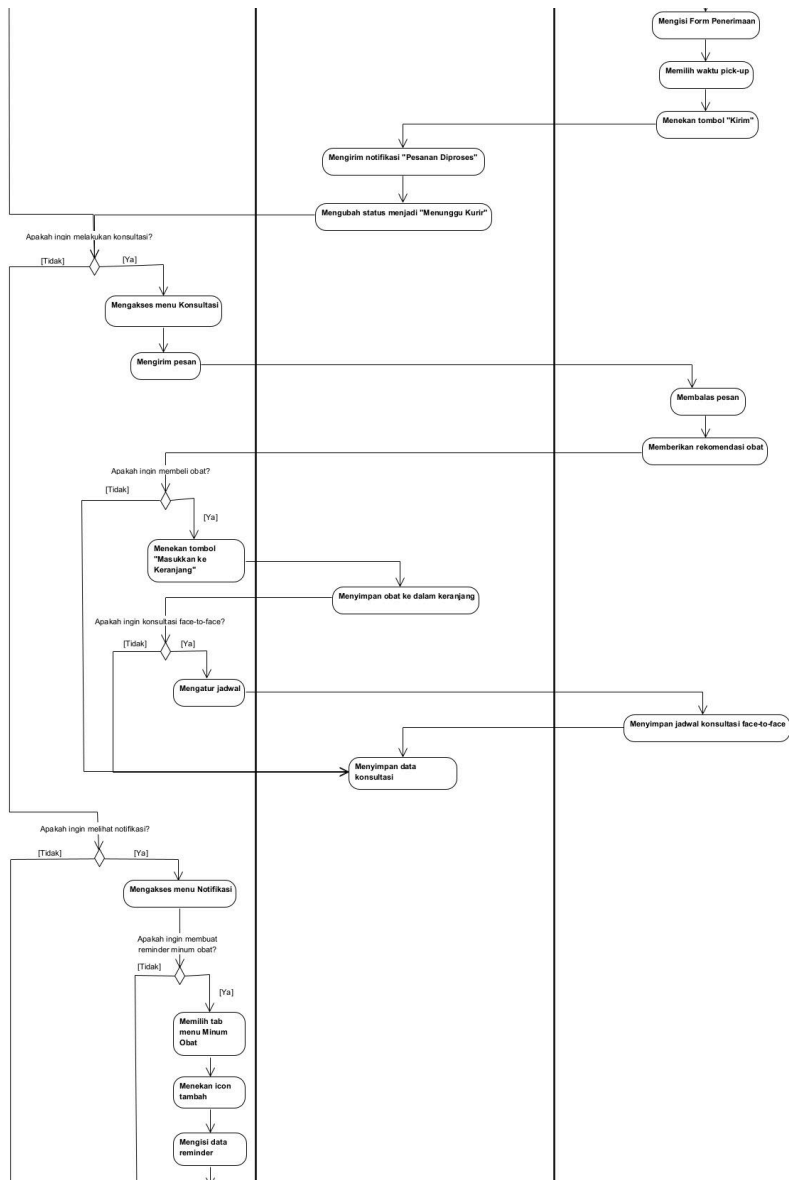 Mengisi Form Penerimaan
Memilih waktu pick-up
Menekan tombol "Kirim"
Mengirim notifikasi "Pesanan Diproses"
Mengubah status menjadi "Menunggu Kurir"
Apakah ingin melakukan konsultasi?
[Tidak]
[Ya]
Mengakses menu Konsultasi
Mengirim pesan
Membalas pesan
Memberikan rekomendasi obat
Apakah ingin membeli obat?
[Tidak]
[Ya]
Menekan tombol
"Masukkan ke
Keranjang"
Menyimpan obat ke dalam keranjang
Apakah ingin konsultasi face-to-face?
[Tidak]
[Ya]
Mengatur jadwal
Menyimpan jadwal konsultasi face-to-face
Menyimpan data
konsultasi
Apakah ingin melihat notifikasi?
[Tidak]
[Ya]
Mengakses menu Notifikasi
Apakah ingin membuat
reminder minum obat?
[Tidak]
[Ya]
Memilih tab
menu Minum
Obat
Menekan icon
tambah
Mengisi data
reminder